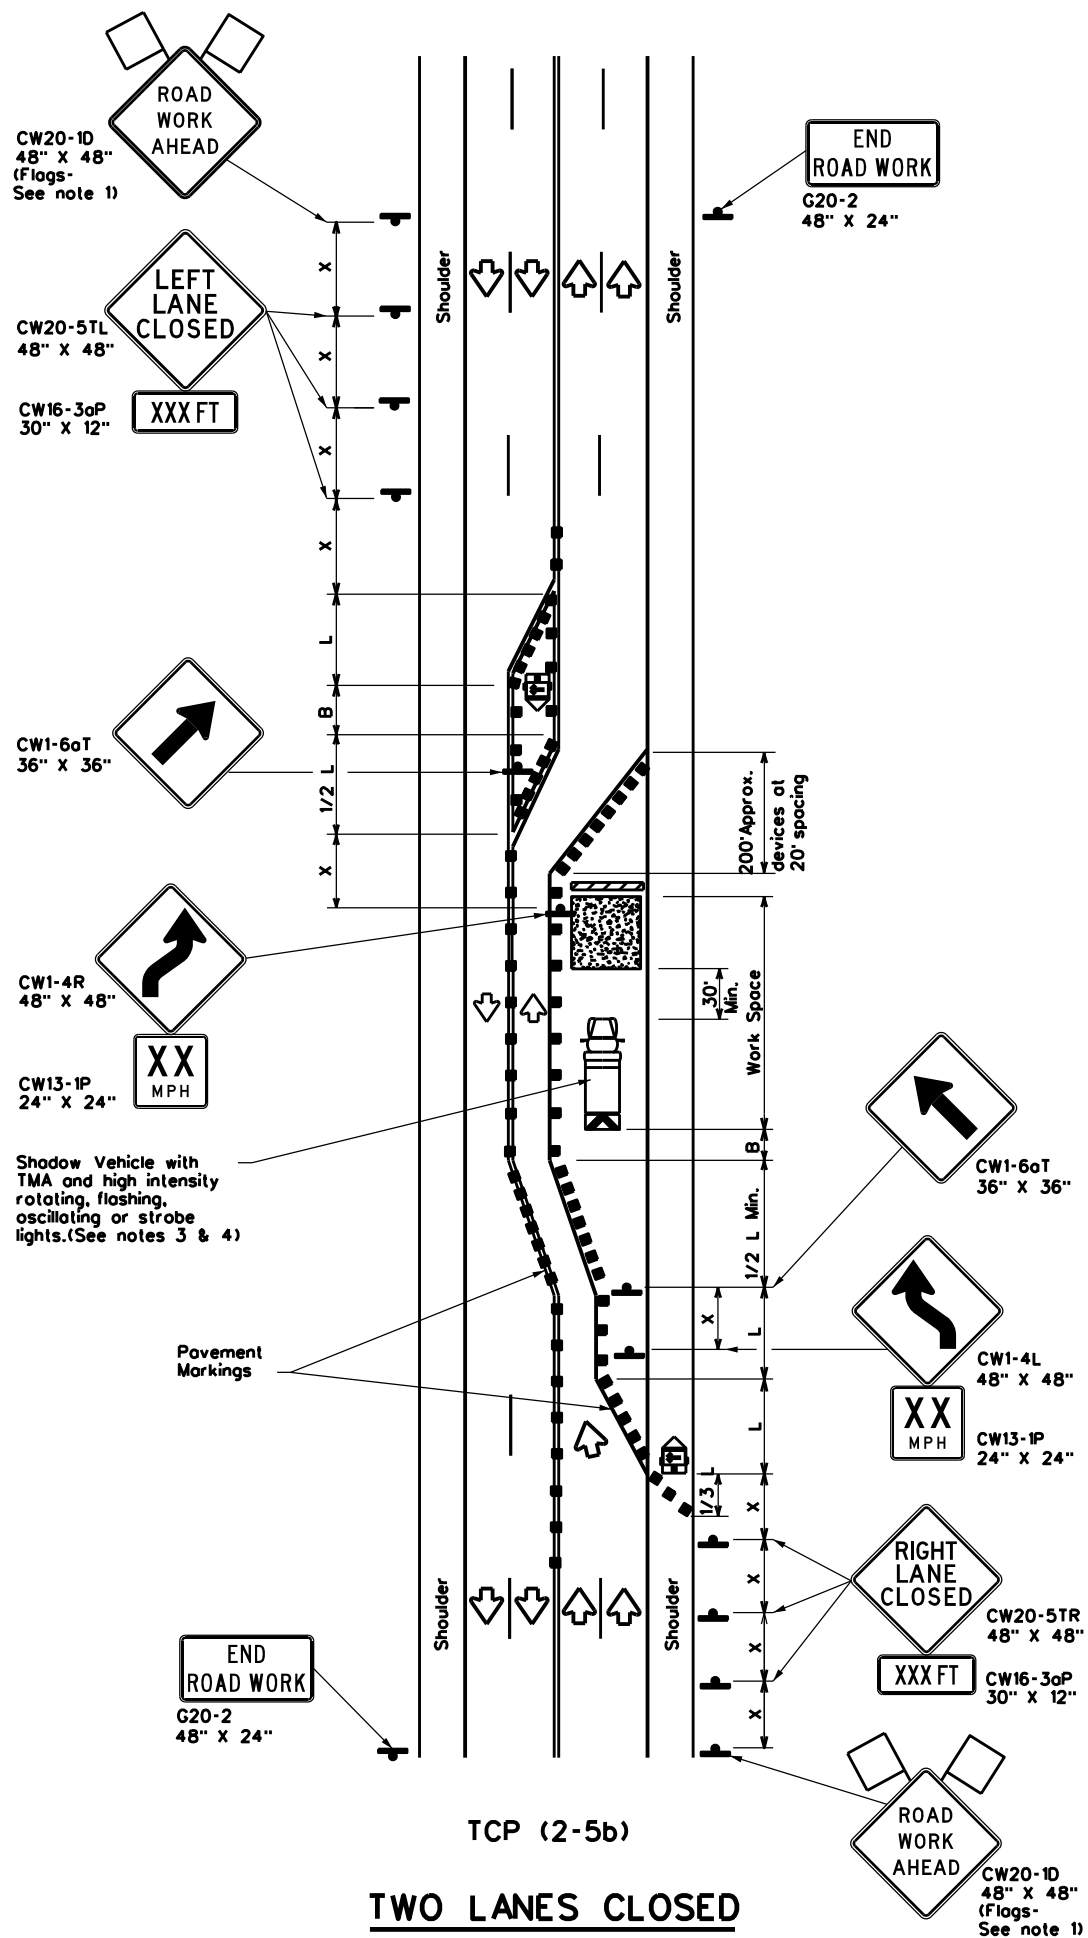 ROAD
WORK
AHEAD
CW20-1D
48" X 48"
(Flags-
See note 1)
END
ROAD WORK
G20-2
48" X 24"
X
Shoulder
Shoulder
LEFT
LANE
CLOSED
CW20-5TL
48" X 48"
XXX FT
CW16-3aP
30" X 12"
X
X
X
L
B
1/2 L
X
CW1-6aT
36" X 36"
200'Approx.
devices at
20' spacing
CW1-4R
48" X 48"
XX
MPH
CW13-1P
24" X 24"
30'
Min.
Work Space
Shadow Vehicle with
TMA and high intensity
rotating, flashing,
oscillating or strobe
lights.(See notes 3 & 4)
B
CW1-6aT
36" X 36"
1/2 L Min.
X
L
CW1-4L
48" X 48"
XX
MPH
CW13-1P
24" X 24"
Pavement
Markings
L
1/3 L
X
RIGHT
LANE
CLOSED
CW20-5TR
48" X 48"
XXX FT
CW16-3aP
30" X 12"
X
X
X
Shoulder
Shoulder
END
ROAD WORK
G20-2
48" X 24"
ROAD
WORK
AHEAD
CW20-1D
48" X 48"
(Flags-
See note 1)
TCP (2-5b)
TWO LANES CLOSED